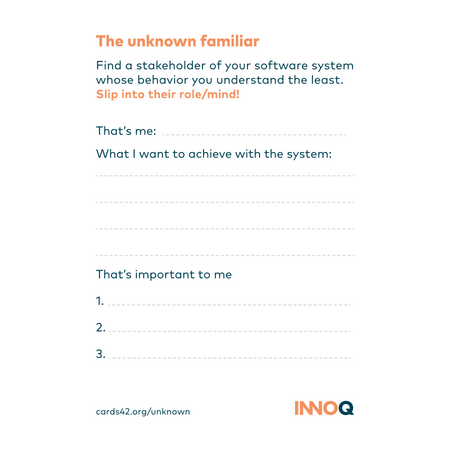 The unknown familiar
Find a stakeholder of your software system
whose behavior you understand the least.
Slip into their role/mind!
That's me:
What I want to achieve with the system:
That's important to me
1.
2.
3.
cards42.org/unknown
INNOQ